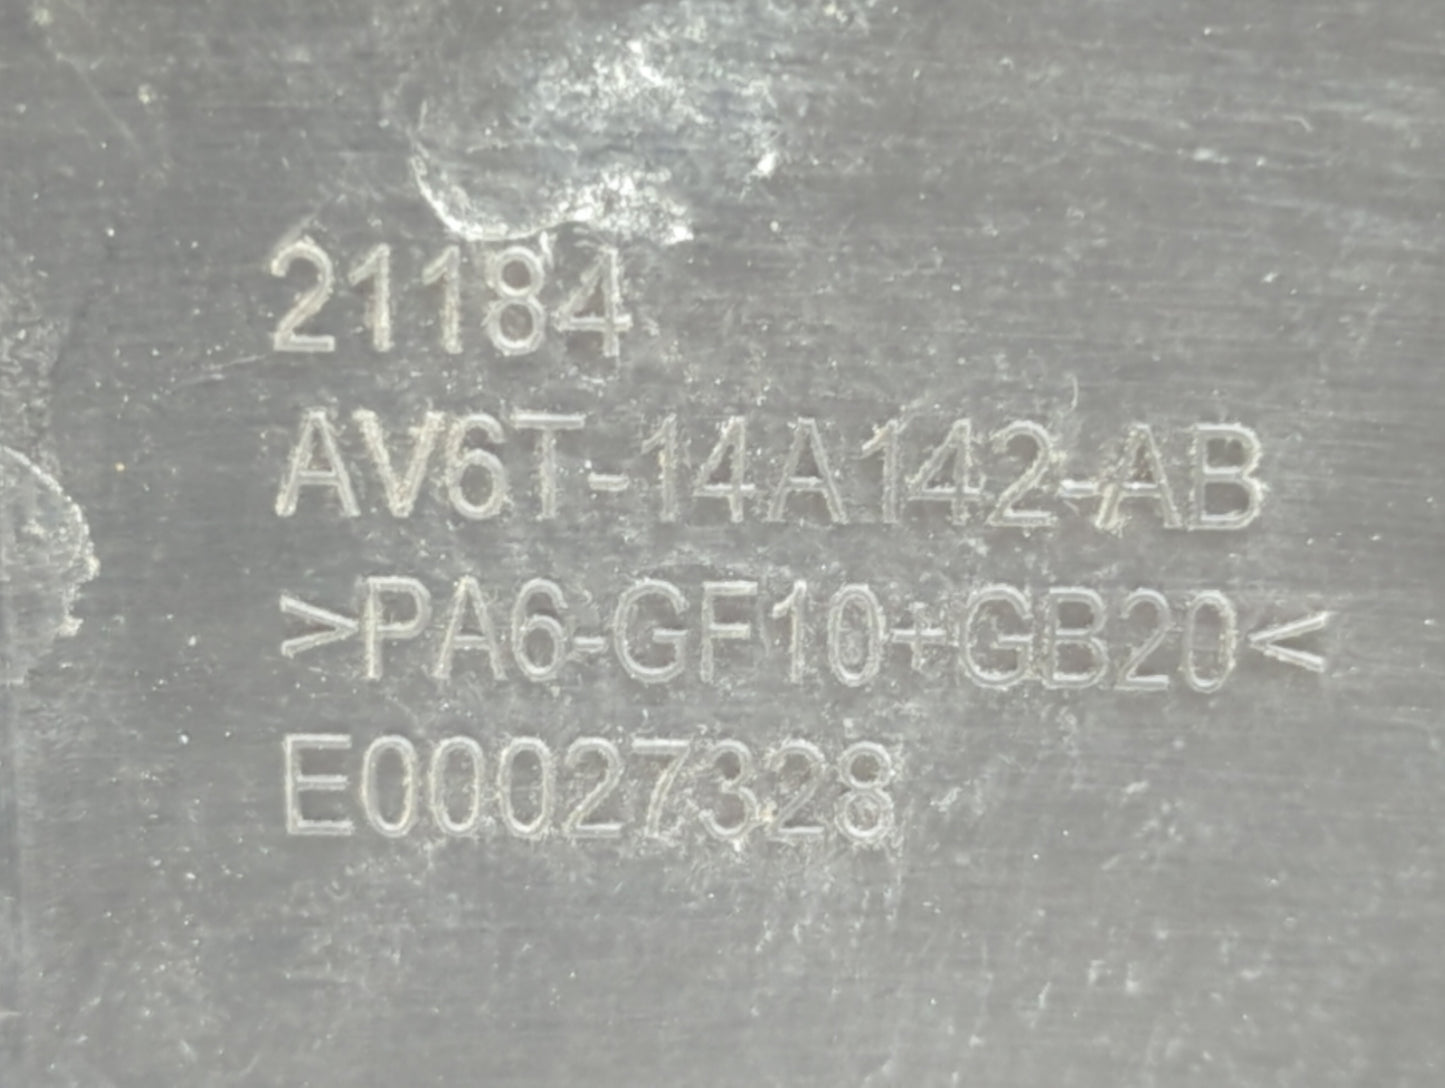 21184
AV6T-14A142-AB
>PA6-GF10+GB20<
E00027328